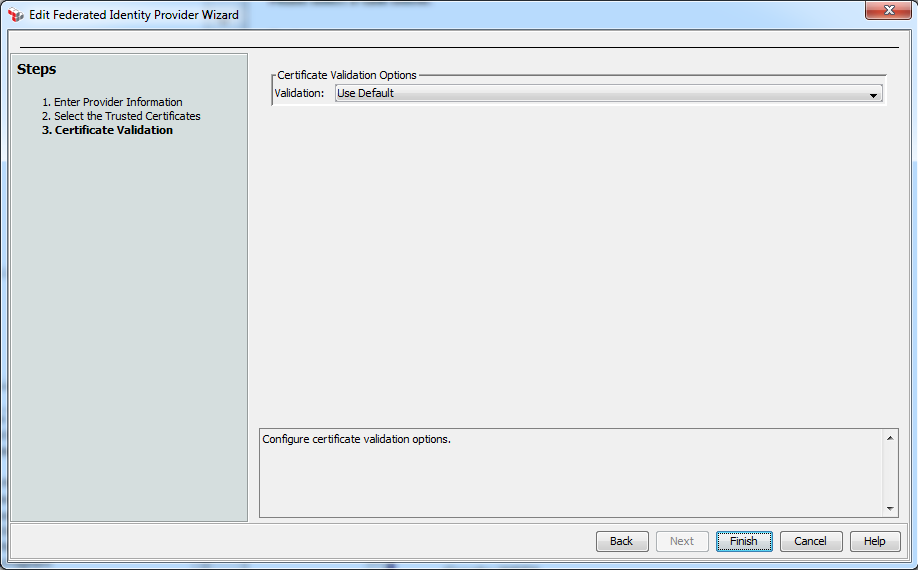 Edit Federated Identity Provider Wizard
Steps
1. Enter Provider Information
2. Select the Trusted Certificates
3. Certificate Validation
Certificate Validation Options
Validation: Use Default
Configure certificate validation options.
Back Next Finish Cancel Help